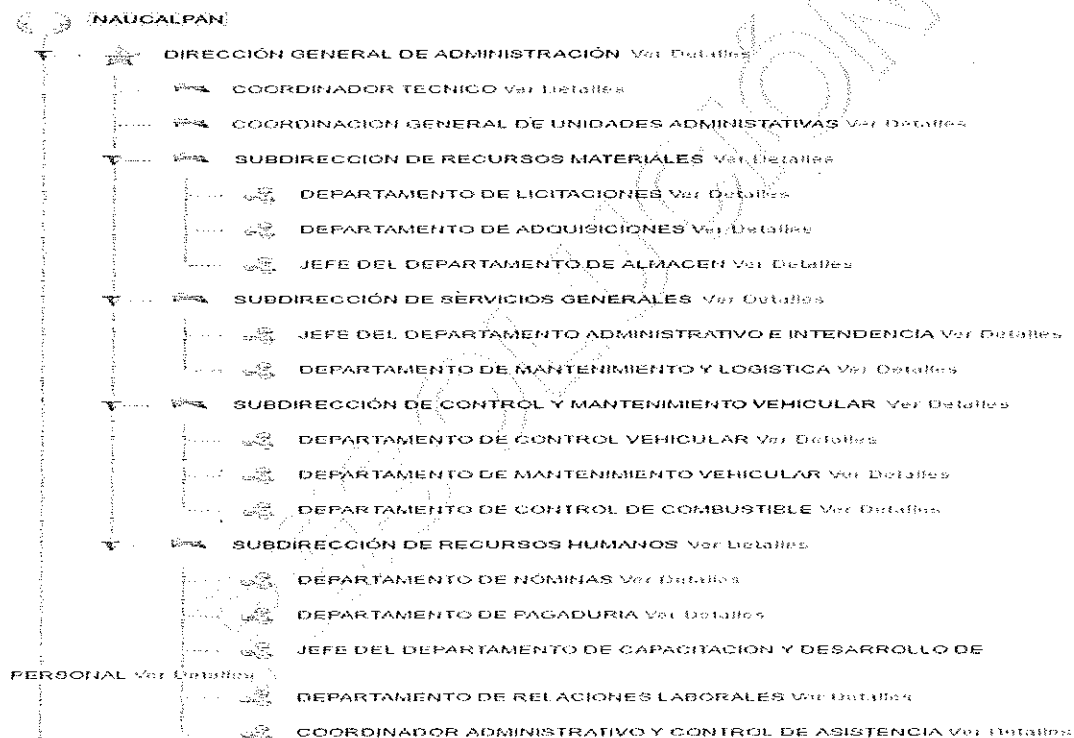 NAUCALPAN
DIRECCIÓN GENERAL DE ADMINISTRACIÓN Ver Detalles
COORDINADOR TECNICO Ver Detalles
COORDINACION GENERAL DE UNIDADES ADMINISTATIVAS Ver Detalles
SUBDIRECCION DE RECURSOS MATERIALES Ver Detalles
DEPARTAMENTO DE LICITACIONES Ver Detalles
DEPARTAMENTO DE ADQUISICIONES Ver Detalles
JEFE DEL DEPARTAMENTO DE ALMACEN Ver Detalles
SUBDIRECCIÓN DE SERVICIOS GENERALES Ver Detalles
JEFE DEL DEPARTAMENTO ADMINISTRATIVO E INTENDENCIA Ver Detalles
DEPARTAMENTO DE MANTENIMIENTO Y LOGISTICA Ver Detalles
SUBDIRECCIÓN DE CONTROL Y MANTENIMIENTO VEHICULAR Ver Detalles
DEPARTAMENTO DE CONTROL VEHICULAR Ver Detalles
DEPARTAMENTO DE MANTENIMIENTO VEHICULAR Ver Detalles
DEPARTAMENTO DE CONTROL DE COMBUSTIBLE Ver Detalles
SUBDIRECCIÓN DE RECURSOS HUMANOS Ver Detalles
DEPARTAMENTO DE NÓMINAS Ver Detalles
DEPARTAMENTO DE PAGADURIA Ver Detalles
JEFE DEL DEPARTAMENTO DE CAPACITACION Y DESARROLLO DE
PERSONAL Ver Detalles
DEPARTAMENTO DE RELACIONES LABORALES Ver Detalles
COORDINADOR ADMINISTRATIVO Y CONTROL DE ASISTENCIA Ver Detalles